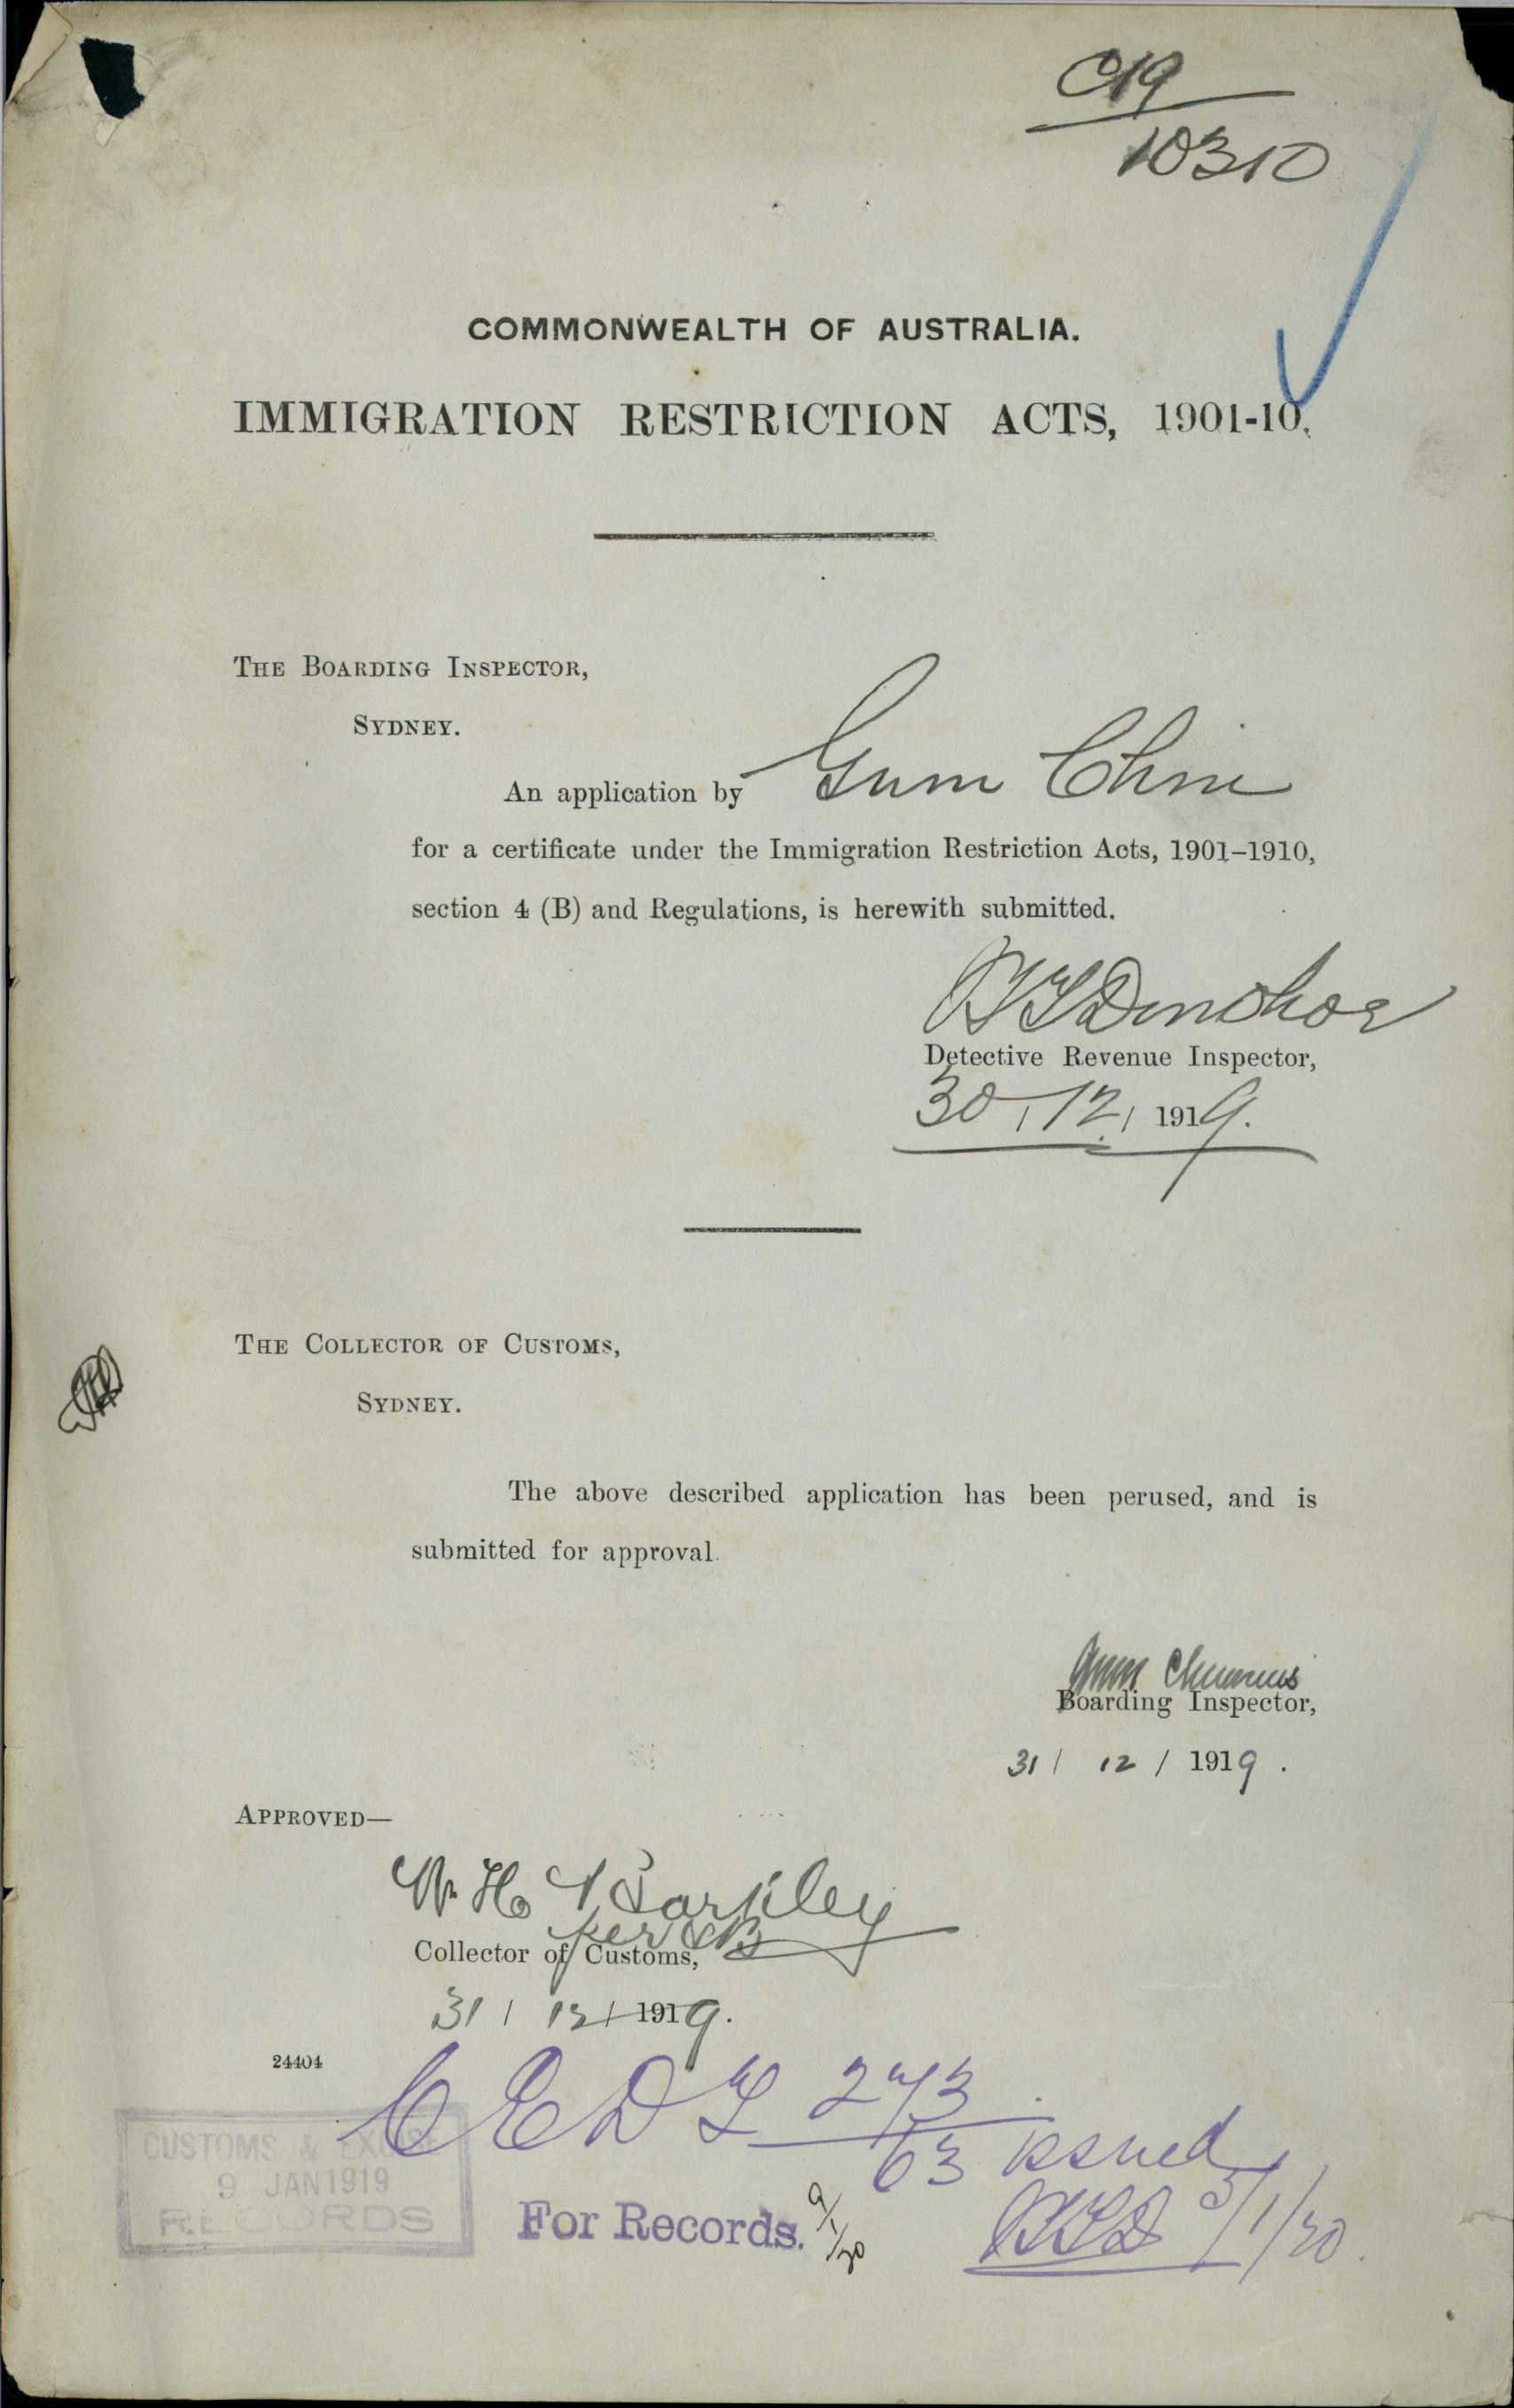 C19
10310
COMMONWEALTH OF AUSTRALIA.
IMMIGRATION RESTRICTION ACTS, 1901-10.
THE BOARDING INSPECTOR,
SYDNEY.
An application by Gum Chin
for a certificate under the Immigration Restriction Acts, 1901-1910,
section 4 (B) and Regulations, is herewith submitted.
Donohoe
Detective Revenue Inspector,
30/12/1919.
THE COLLECTOR OF CUSTOMS,
SYDNEY.
The above described application has been perused, and is
submitted for approval.
Boarding Inspector,
31/12/1919.
APPROVED—
W. H. Barkley
per
Collector of Customs,
31/12/1919.
24404
C E D T 273
63 issued
5/1/20.
CUSTOMS & EXCISE
9 JAN 1919
RECORDS
For Records. 9/1/20